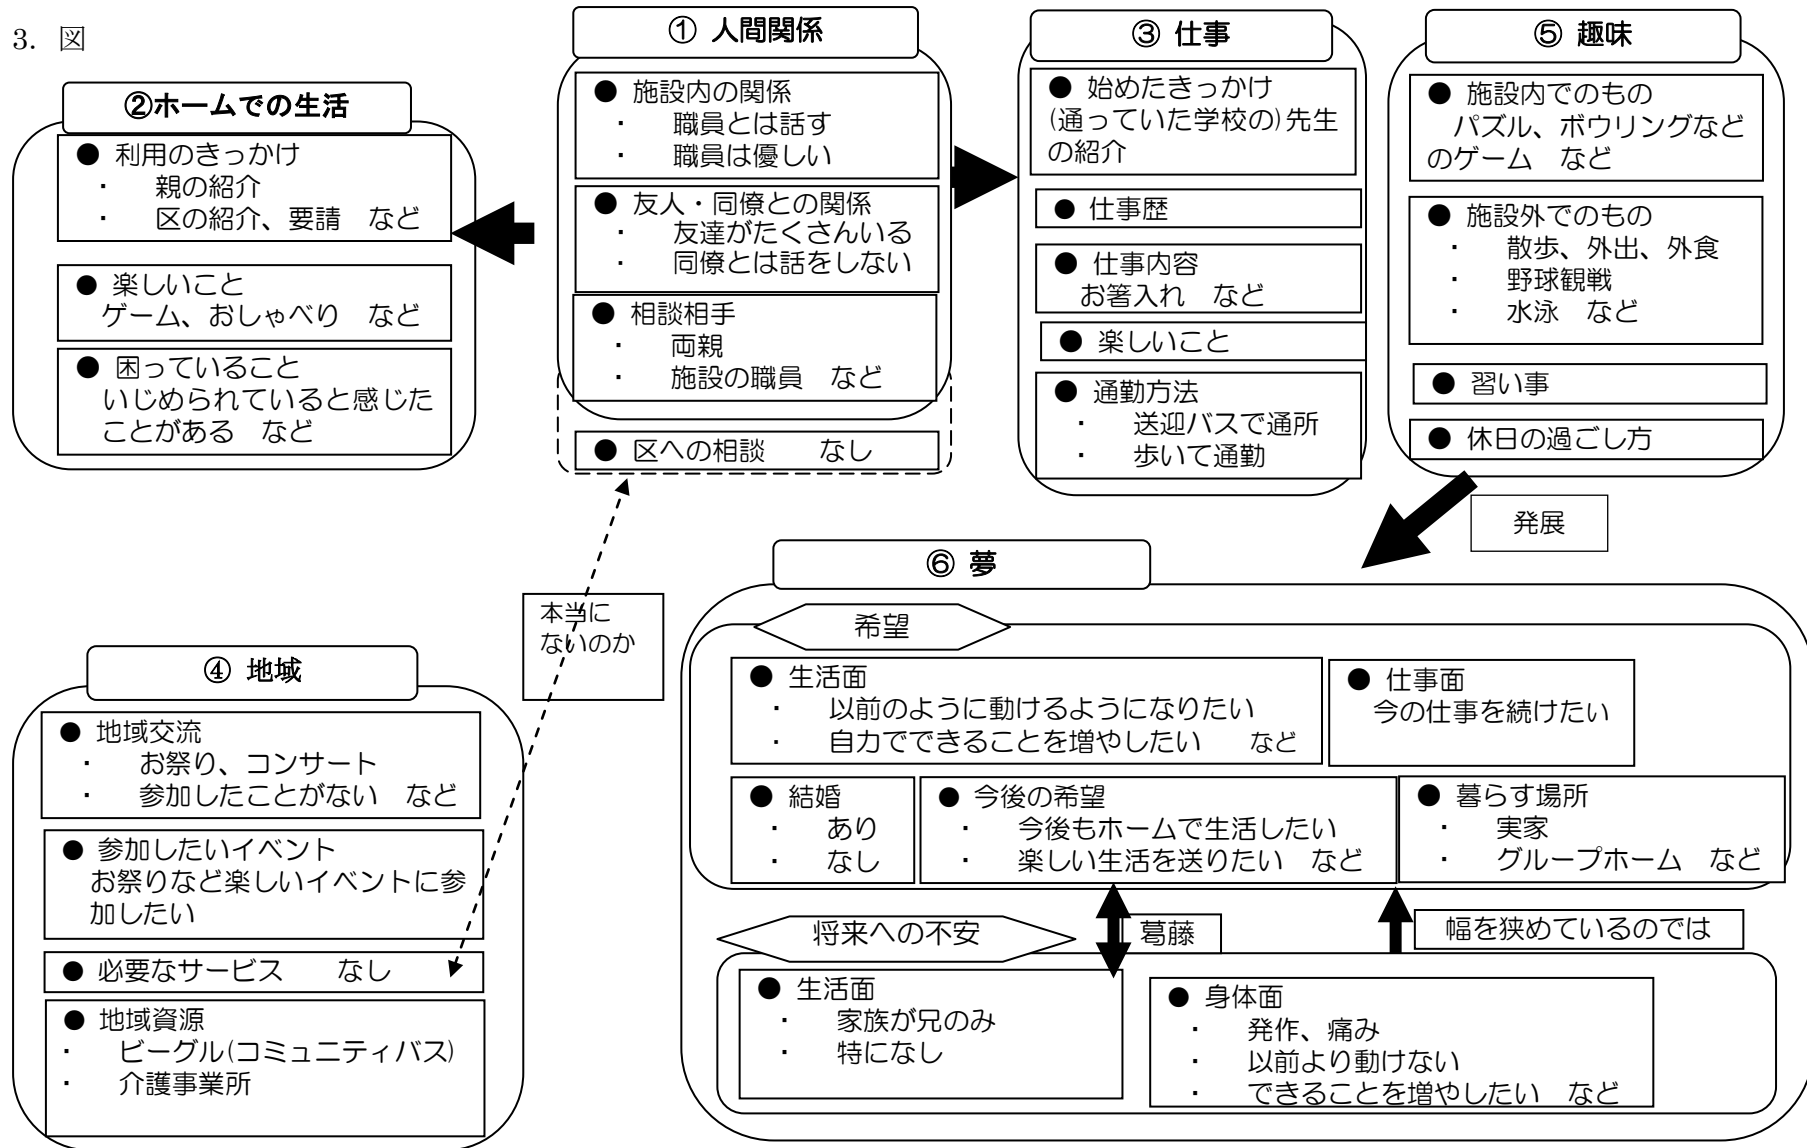 3. 図
① 人間関係
● 施設内の関係
・ 職員とは話す
・ 職員は優しい
● 友人・同僚との関係
・ 友達がたくさんいる
・ 同僚とは話をしない
● 相談相手
・ 両親
・ 施設の職員 など
● 区への相談 なし
②ホームでの生活
● 利用のきっかけ
・ 親の紹介
・ 区の紹介、要請 など
● 楽しいこと
ゲーム、おしゃべり など
● 困っていること
いじめられていると感じた
ことがある など
③ 仕事
● 始めたきっかけ
(通っていた学校の)先生
の紹介
● 仕事歴
● 仕事内容
お箸入れ など
● 楽しいこと
● 通勤方法
・ 送迎バスで通所
・ 歩いて通勤
⑤ 趣味
● 施設内でのもの
パズル、ボウリングなど
のゲーム など
● 施設外でのもの
・ 散歩、外出、外食
・ 野球観戦
・ 水泳 など
● 習い事
● 休日の過ごし方
発展
本当に
ないのか
④ 地域
● 地域交流
・ お祭り、コンサート
・ 参加したことがない など
● 参加したいイベント
お祭りなど楽しいイベントに参
加したい
● 必要なサービス なし
● 地域資源
・ ビーグル(コミュニティバス)
・ 介護事業所
⑥ 夢
希望
● 生活面
・ 以前のように動けるようになりたい
・ 自力でできることを増やしたい など
● 仕事面
今の仕事を続けたい
● 結婚
・ あり
・ なし
● 今後の希望
・ 今後もホームで生活したい
・ 楽しい生活を送りたい など
● 暮らす場所
・ 実家
・ グループホーム など
将来への不安
葛藤
幅を狭めているのでは
● 生活面
・ 家族が兄のみ
・ 特になし
● 身体面
・ 発作、痛み
・ 以前より動けない
・ できることを増やしたい など